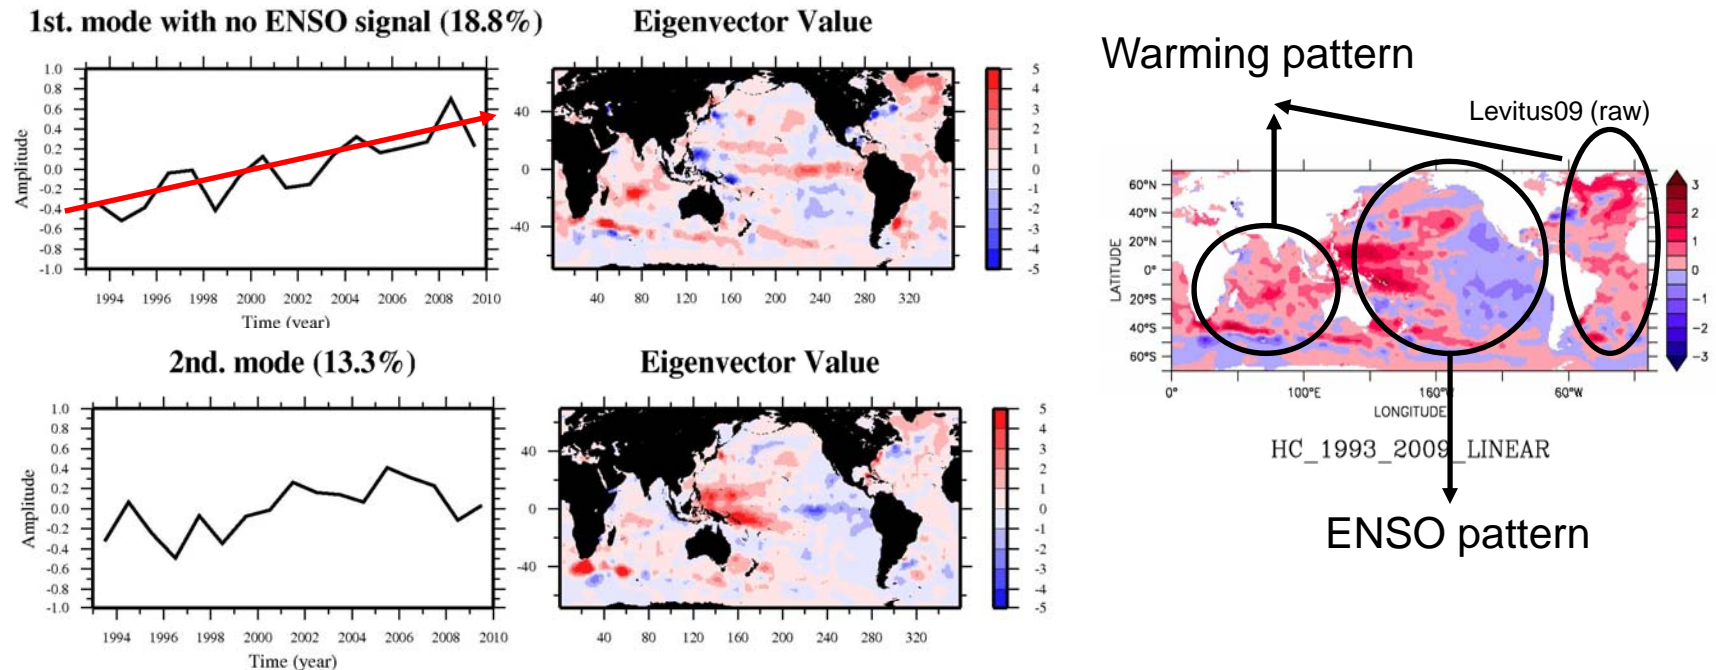 1st. mode with no ENSO signal (18.8%)
Eigenvector Value
Amplitude
1.0
0.8
0.6
0.4
0.2
0.0
-0.2
-0.4
-0.6
-0.8
-1.0
1994 1996 1998 2000 2002 2004 2006 2008 2010
Time (year)
40
0
-40
40 80 120 160 200 240 280 320
5
4
3
2
1
0
-1
-2
-3
-4
-5
2nd. mode (13.3%)
Eigenvector Value
Amplitude
1.0
0.8
0.6
0.4
0.2
0.0
-0.2
-0.4
-0.6
-0.8
-1.0
1994 1996 1998 2000 2002 2004 2006 2008 2010
Time (year)
40
0
-40
40 80 120 160 200 240 280 320
5
4
3
2
1
0
-1
-2
-3
-4
-5
Warming pattern
Levitus09 (raw)
LATITUDE
60°N
40°N
20°N
0°
20°S
40°S
60°S
0° 100°E 160°W 60°W
LONGITUDE
3
2
1
0
-1
-2
-3
HC_1993_2009_LINEAR
ENSO pattern